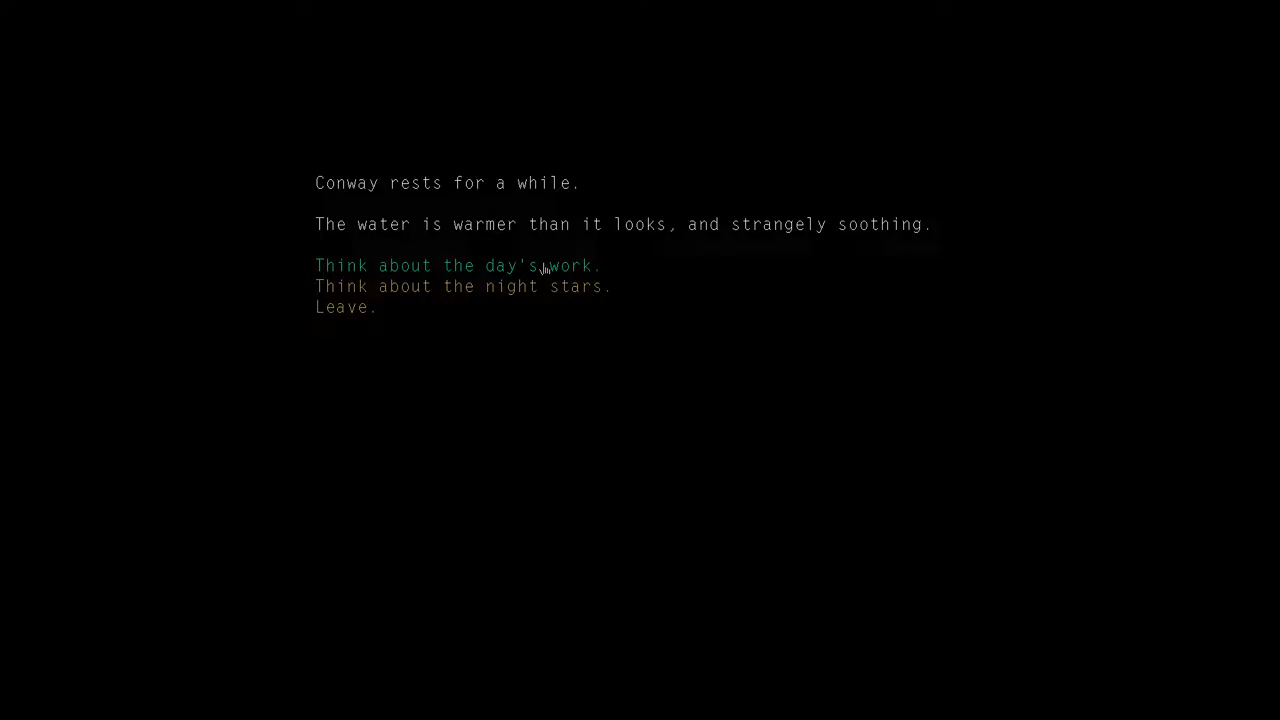 Conway rests for a while.
The water is warmer than it looks, and strangely soothing.
Think about the day's work.
Think about the night stars.
Leave.